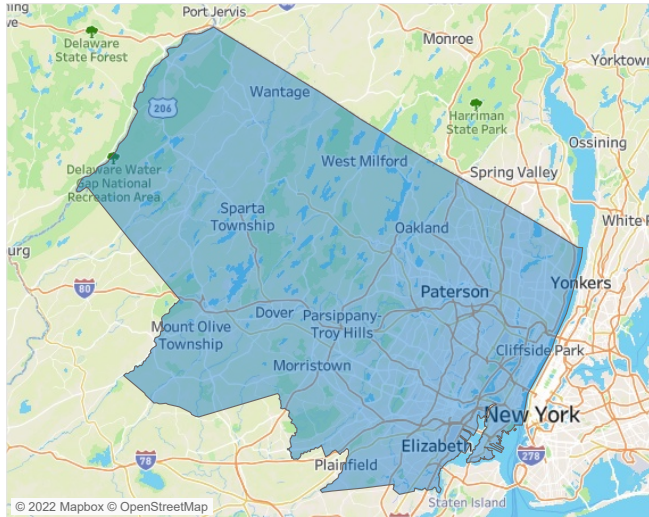 Port Jervis
ning
ve
Delaware
State Forest
Monroe
Yorktown
Wantage
206
Harriman
State Park
Ossining
West Milford
Delaware Water
Gap National
Recreation Area
Spring Valley
White P
Sparta
Township
Oakland
urg
80
Yonkers
Paterson
Dover
Parsippany-
Troy Hills
Mount Olive
Township
Cliffside Park
Morristown
New York
Elizabeth
78
Plainfield
278
Staten Island
© 2022 Mapbox © OpenStreetMap